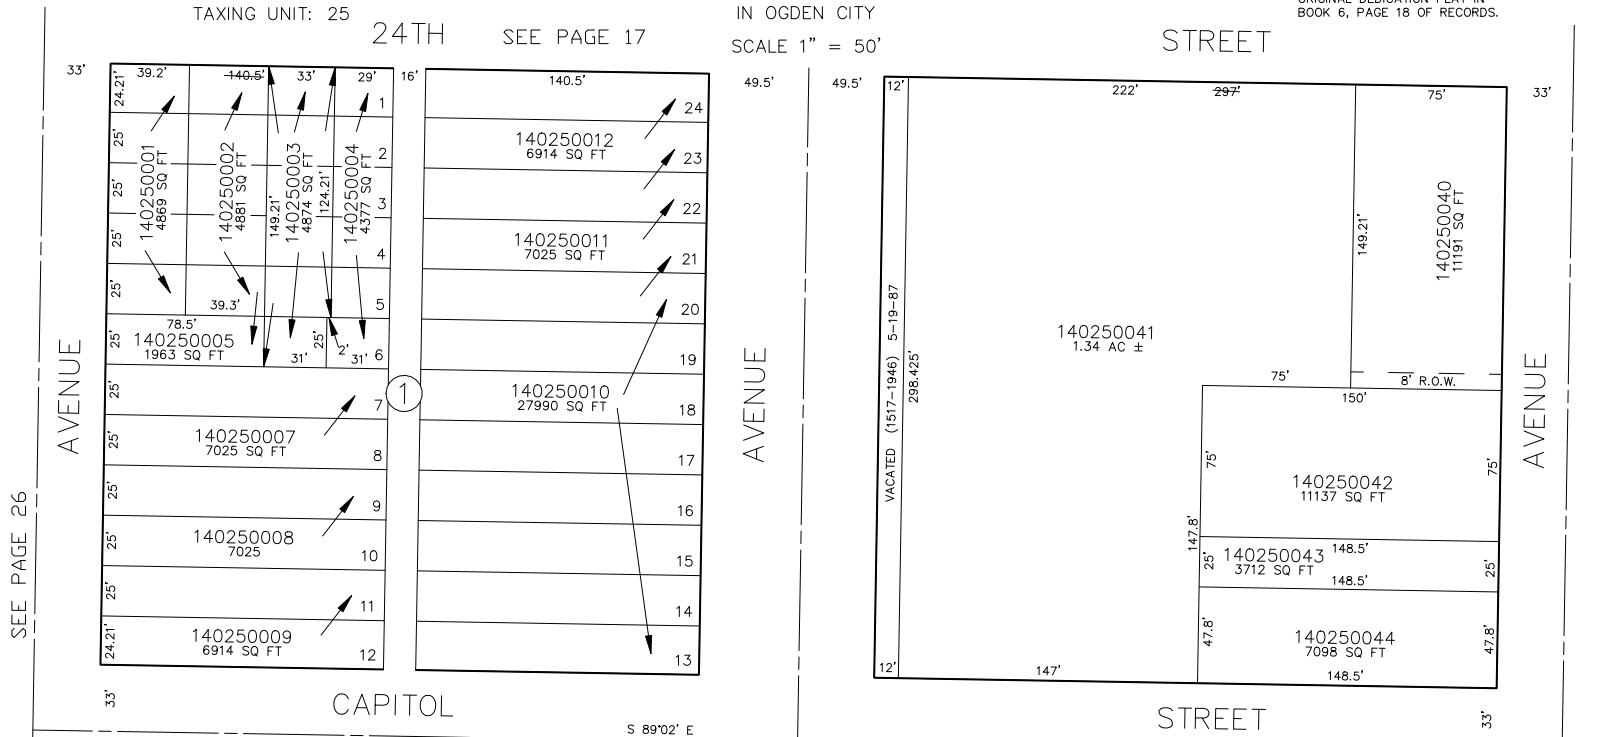 TAXING UNIT: 25
IN OGDEN CITY
ORIGINAL DEDICATION PLAT IN
BOOK 6, PAGE 18 OF RECORDS.
24TH
SEE PAGE 17
SCALE 1" = 50'
STREET
33'
39.2'
140.5'
33'
29'
16'
140.5'
49.5'
49.5'
12'
222'
297'
75'
33'
24.21'
25'
25'
25'
25'
25'
25'
25'
25'
25'
25'
24.21'
1
2
3
4
5
6
7
8
9
10
11
12
140250001
4869 SQ FT
140250002
4881 SQ FT
149.21'
140250003
4874 SQ FT
124.21'
140250004
4377 SQ FT
39.3'
78.5'
140250005
1963 SQ FT
31'
25'
2'
31'
1
140250007
7025 SQ FT
140250008
7025
140250009
6914 SQ FT
24
140250012
6914 SQ FT
23
22
140250011
7025 SQ FT
21
20
19
140250010
27990 SQ FT
18
17
16
15
14
13
AVENUE
SEE PAGE 26
AVENUE
VACATED (1517-1946) 5-19-87
298.425'
140250041
1.34 AC ±
149.21'
140250040
11191 SQ FT
8' R.O.W.
75'
150'
75'
75'
140250042
11137 SQ FT
147.8'
148.5'
25'
140250043
3712 SQ FT
25'
148.5'
47.8'
140250044
7098 SQ FT
47.8'
AVENUE
12'
147'
148.5'
33'
CAPITOL
S 89°02' E
STREET
33'